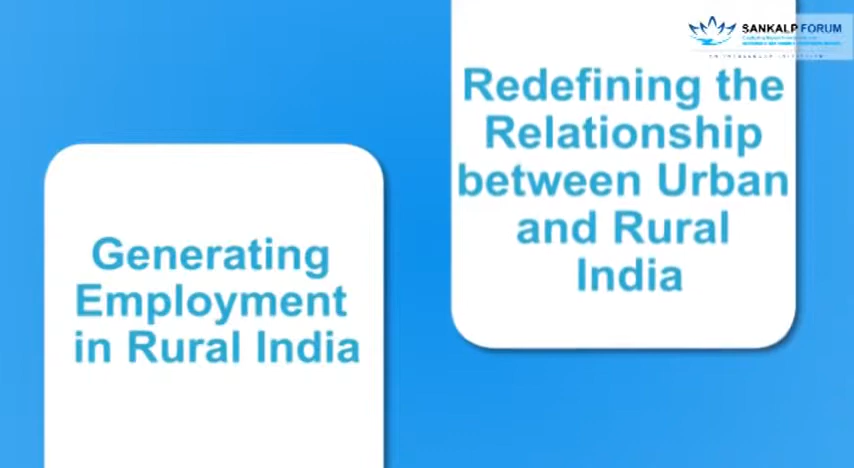 SANKALP FORUM
Generating
Employment
in Rural India
Redefining the
Relationship
between Urban
and Rural
India